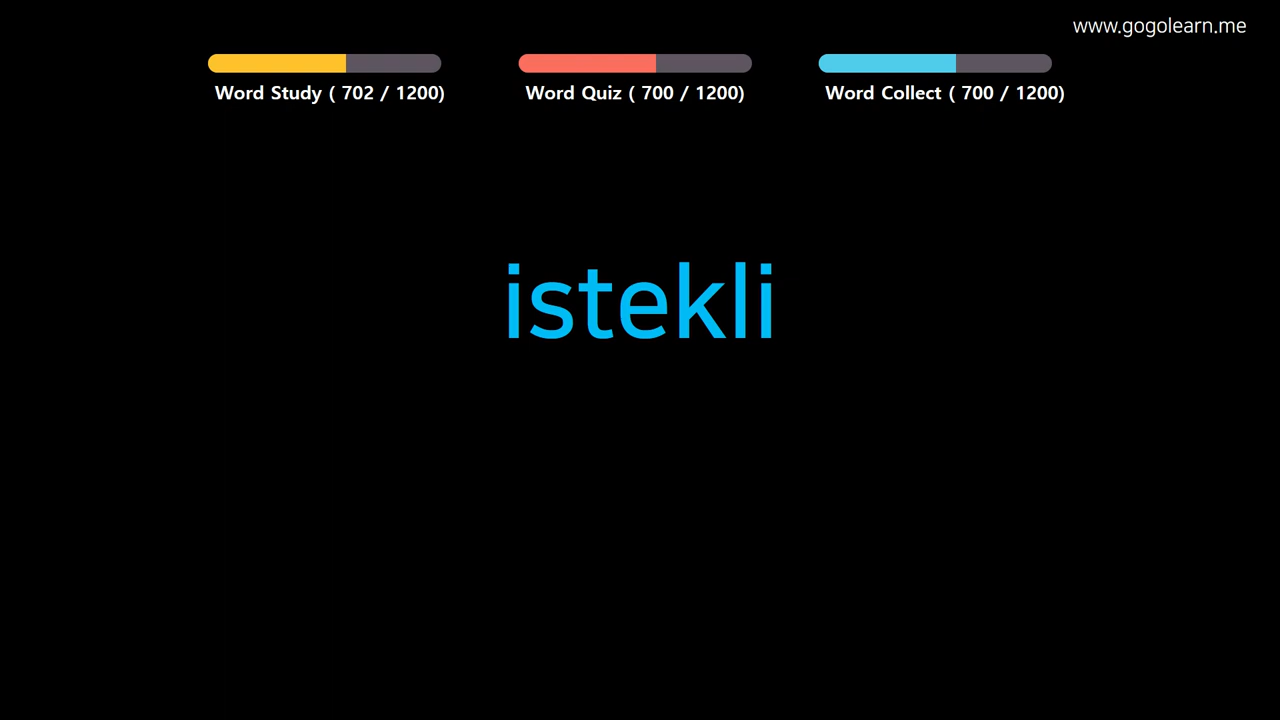 www.gogolearn.me
Word Study ( 702 / 1200)
Word Quiz ( 700 / 1200)
Word Collect ( 700 / 1200)
istekli